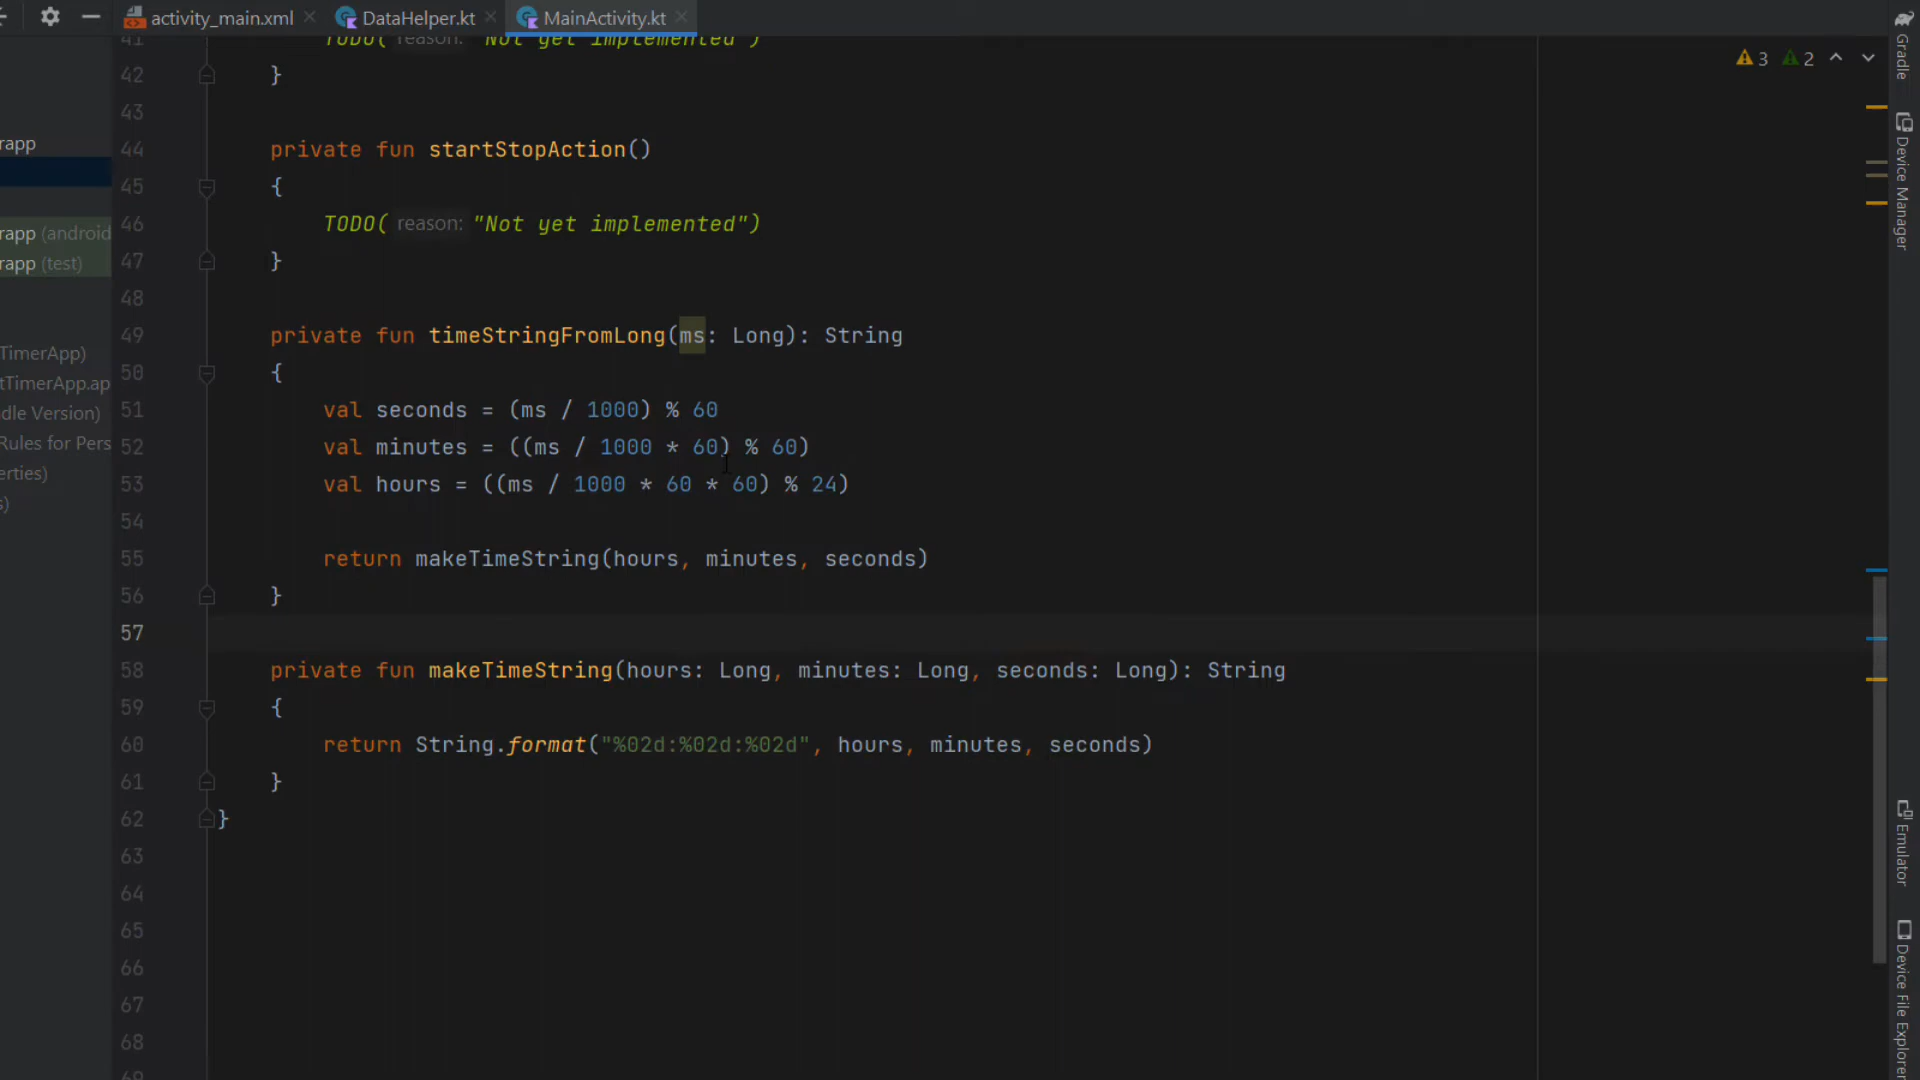 activity_main.xml DataHelper.kt MainActivity.kt
41 TODO( reason: "Not yet implemented")
42 }
43
44 private fun startStopAction()
45 {
46 TODO( reason: "Not yet implemented")
47 }
48
49 private fun timeStringFromLong(ms: Long): String
50 {
51 val seconds = (ms / 1000) % 60
52 val minutes = ((ms / 1000 * 60) % 60)
53 val hours = ((ms / 1000 * 60 * 60) % 24)
54
55 return makeTimeString(hours, minutes, seconds)
56 }
57
58 private fun makeTimeString(hours: Long, minutes: Long, seconds: Long): String
59 {
60 return String.format("%02d:%02d:%02d", hours, minutes, seconds)
61 }
62 }
63
64
65
66
67
68
69
3 2
rapp
rapp (android
rapp (test)
TimerApp)
tTimerApp.ap
dle Version)
Rules for Pers
erties)
s)
Gradle
Device Manager
Emulator
Device File Explorer